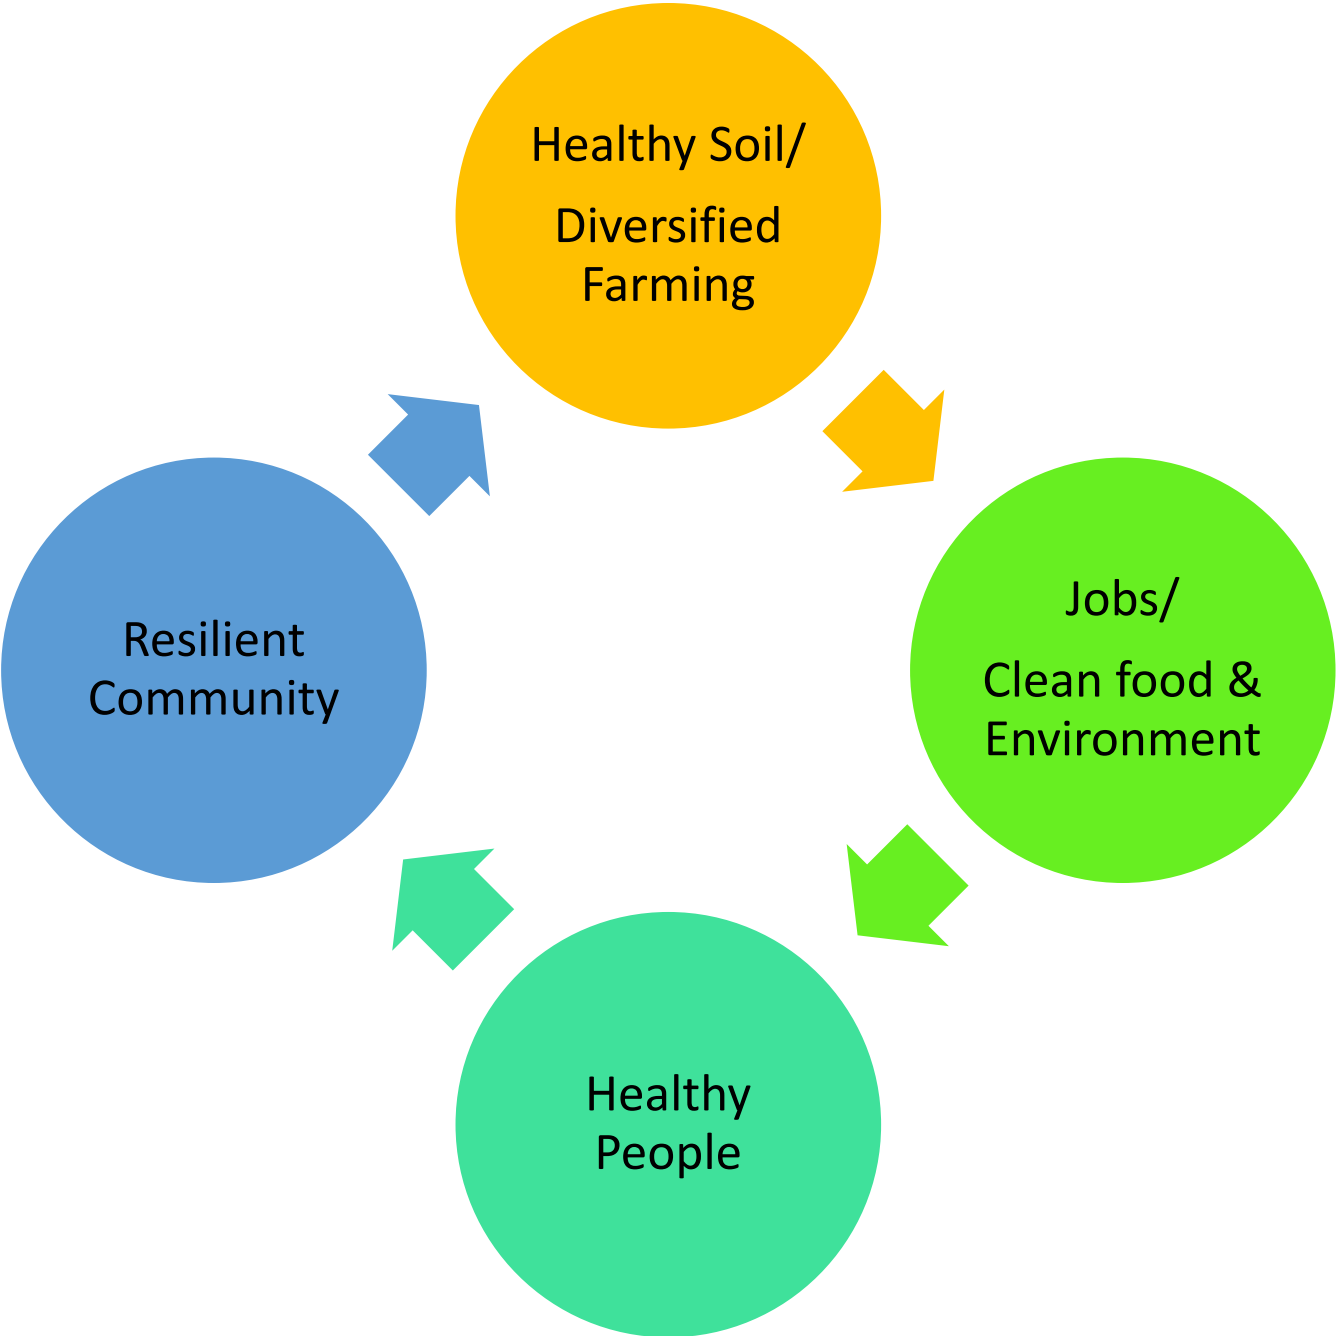 Healthy Soil/
Diversified
Farming
Jobs/
Clean food &
Environment
Healthy
People
Resilient
Community